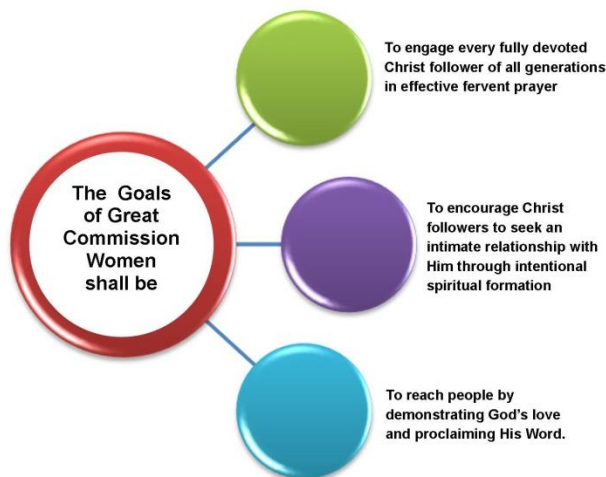 The Goals
of Great
Commission
Women
shall be
To engage every fully devoted
Christ follower of all generations
in effective fervent prayer
To encourage Christ
followers to seek an
intimate relationship with
Him through intentional
spiritual formation
To reach people by
demonstrating God's love
and proclaiming His Word.